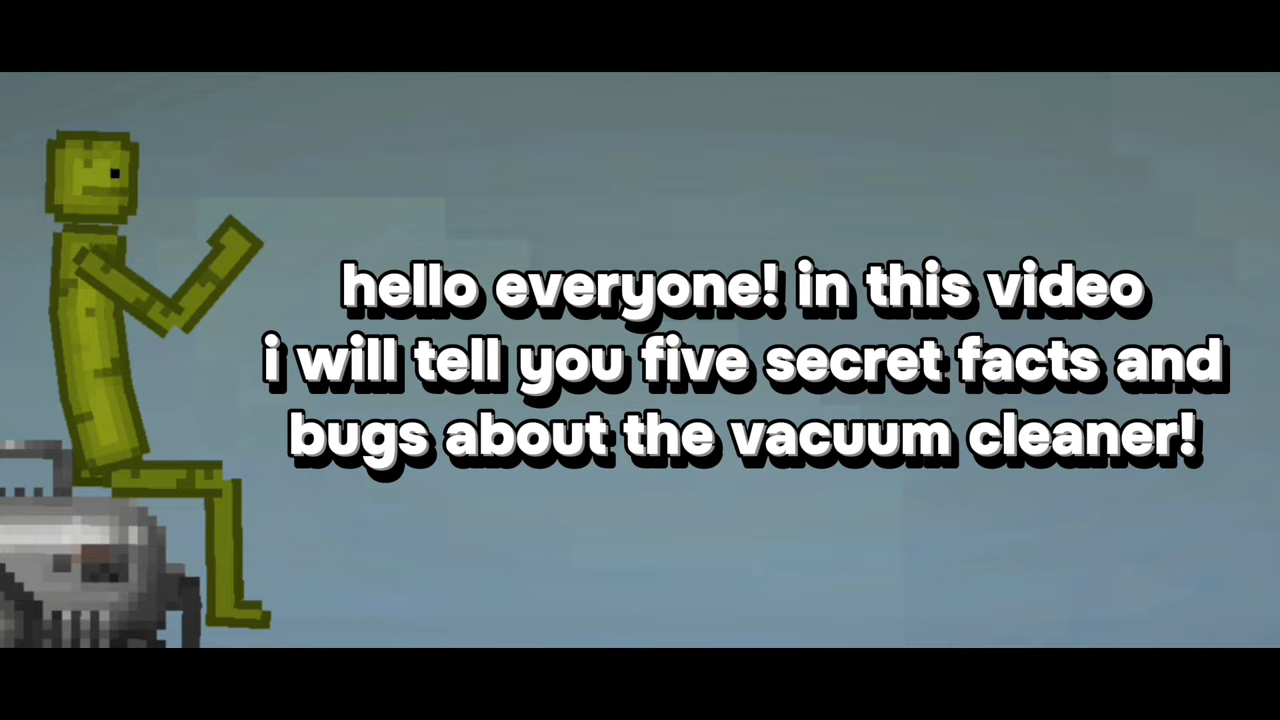 hello everyone! in this video
i will tell you five secret facts and
bugs about the vacuum cleaner!